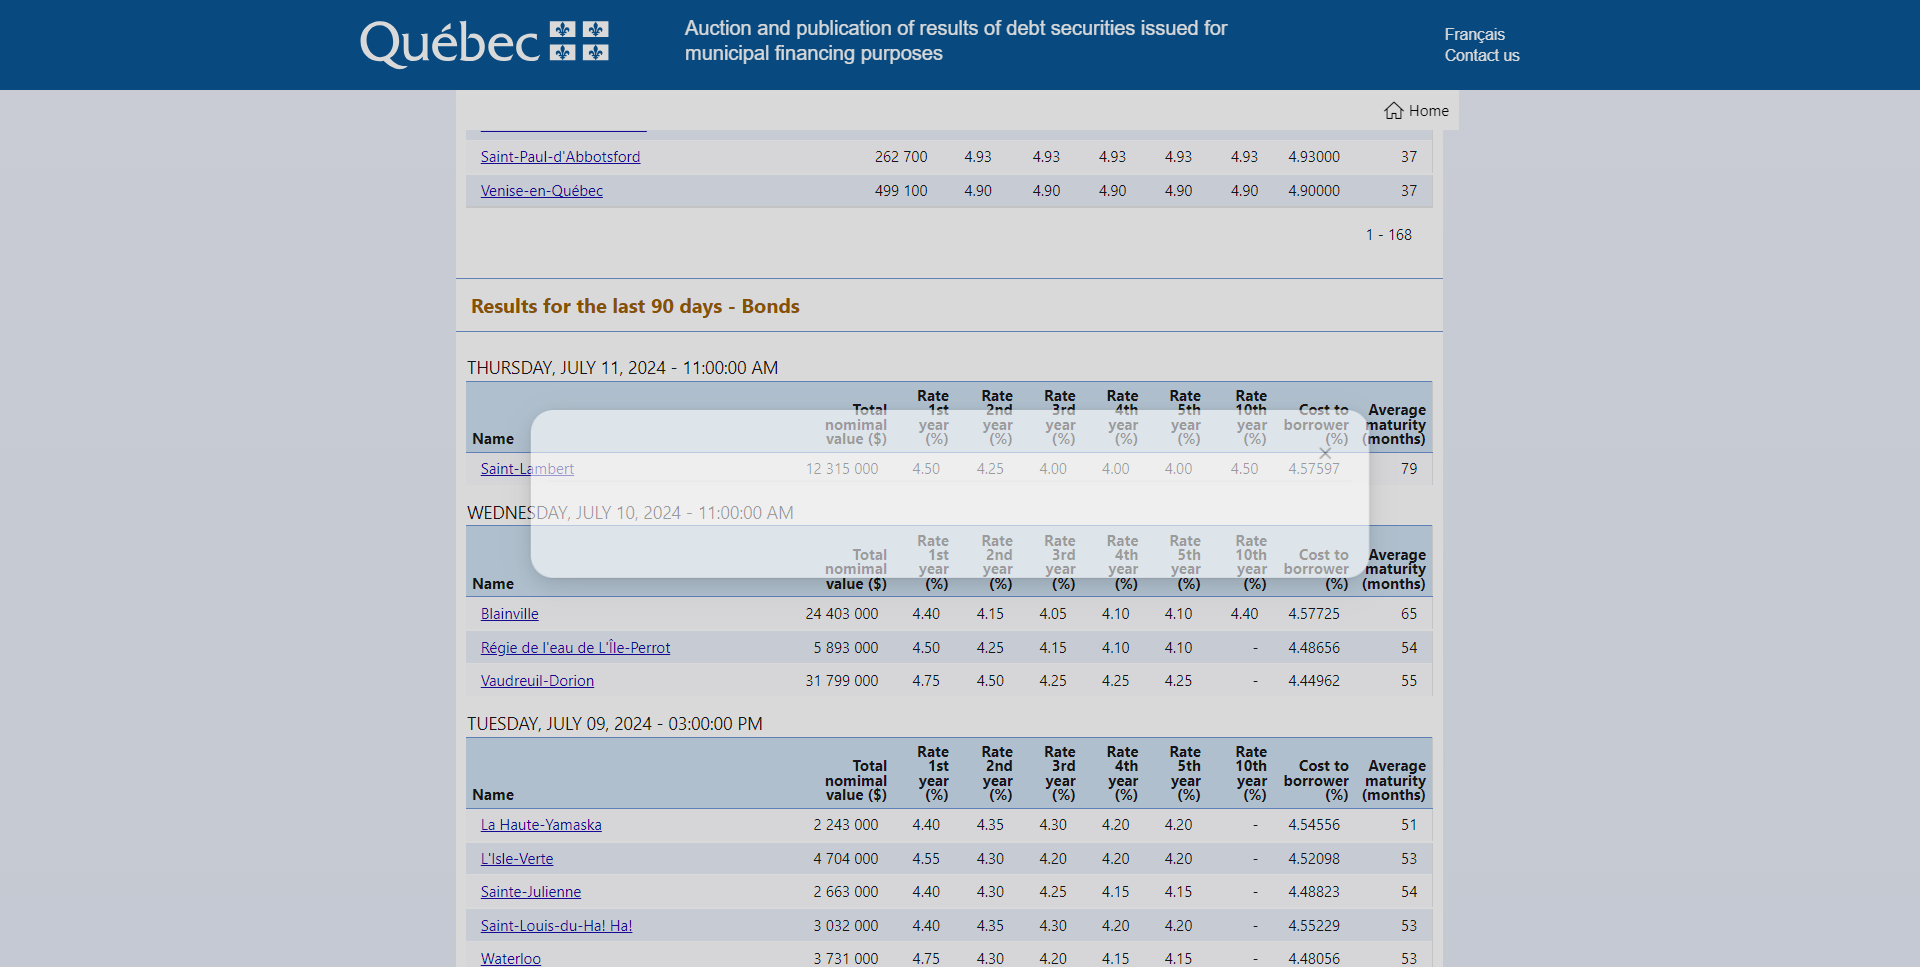 Québec
Auction and publication of results of debt securities issued for
municipal financing purposes
Français
Contact us
Home
Saint-Paul-d'Abbotsford 262 700 4.93 4.93 4.93 4.93 4.93 4.93000 37
Venise-en-Québec 499 100 4.90 4.90 4.90 4.90 4.90 4.90000 37
1 - 168
Results for the last 90 days - Bonds
THURSDAY, JULY 11, 2024 - 11:00:00 AM
Rate Rate Rate Rate Rate Rate
Total 1st 2nd 3rd 4th 5th 10th Cost to Average
nomimal year year year year year year borrower maturity
Name value ($) (%) (%) (%) (%) (%) (%) (%) (months)
Saint-Lambert 12 315 000 4.50 4.25 4.00 4.00 4.00 4.50 4.57597 79
WEDNESDAY, JULY 10, 2024 - 11:00:00 AM
Rate Rate Rate Rate Rate Rate
Total 1st 2nd 3rd 4th 5th 10th Cost to Average
nomimal year year year year year year borrower maturity
Name value ($) (%) (%) (%) (%) (%) (%) (%) (months)
Blainville 24 403 000 4.40 4.15 4.05 4.10 4.10 4.40 4.57725 65
Régie de l'eau de L'Île-Perrot 5 893 000 4.50 4.25 4.15 4.10 4.10 - 4.48656 54
Vaudreuil-Dorion 31 799 000 4.75 4.50 4.25 4.25 4.25 - 4.44962 55
TUESDAY, JULY 09, 2024 - 03:00:00 PM
Rate Rate Rate Rate Rate Rate
Total 1st 2nd 3rd 4th 5th 10th Cost to Average
nomimal year year year year year year borrower maturity
Name value ($) (%) (%) (%) (%) (%) (%) (%) (months)
La Haute-Yamaska 2 243 000 4.40 4.35 4.30 4.20 4.20 - 4.54556 51
L'Isle-Verte 4 704 000 4.55 4.30 4.20 4.20 4.20 - 4.52098 53
Sainte-Julienne 2 663 000 4.40 4.30 4.25 4.15 4.15 - 4.48823 54
Saint-Louis-du-Ha! Ha! 3 032 000 4.40 4.35 4.30 4.20 4.20 - 4.55229 53
Waterloo 3 731 000 4.75 4.30 4.20 4.15 4.15 - 4.48056 53